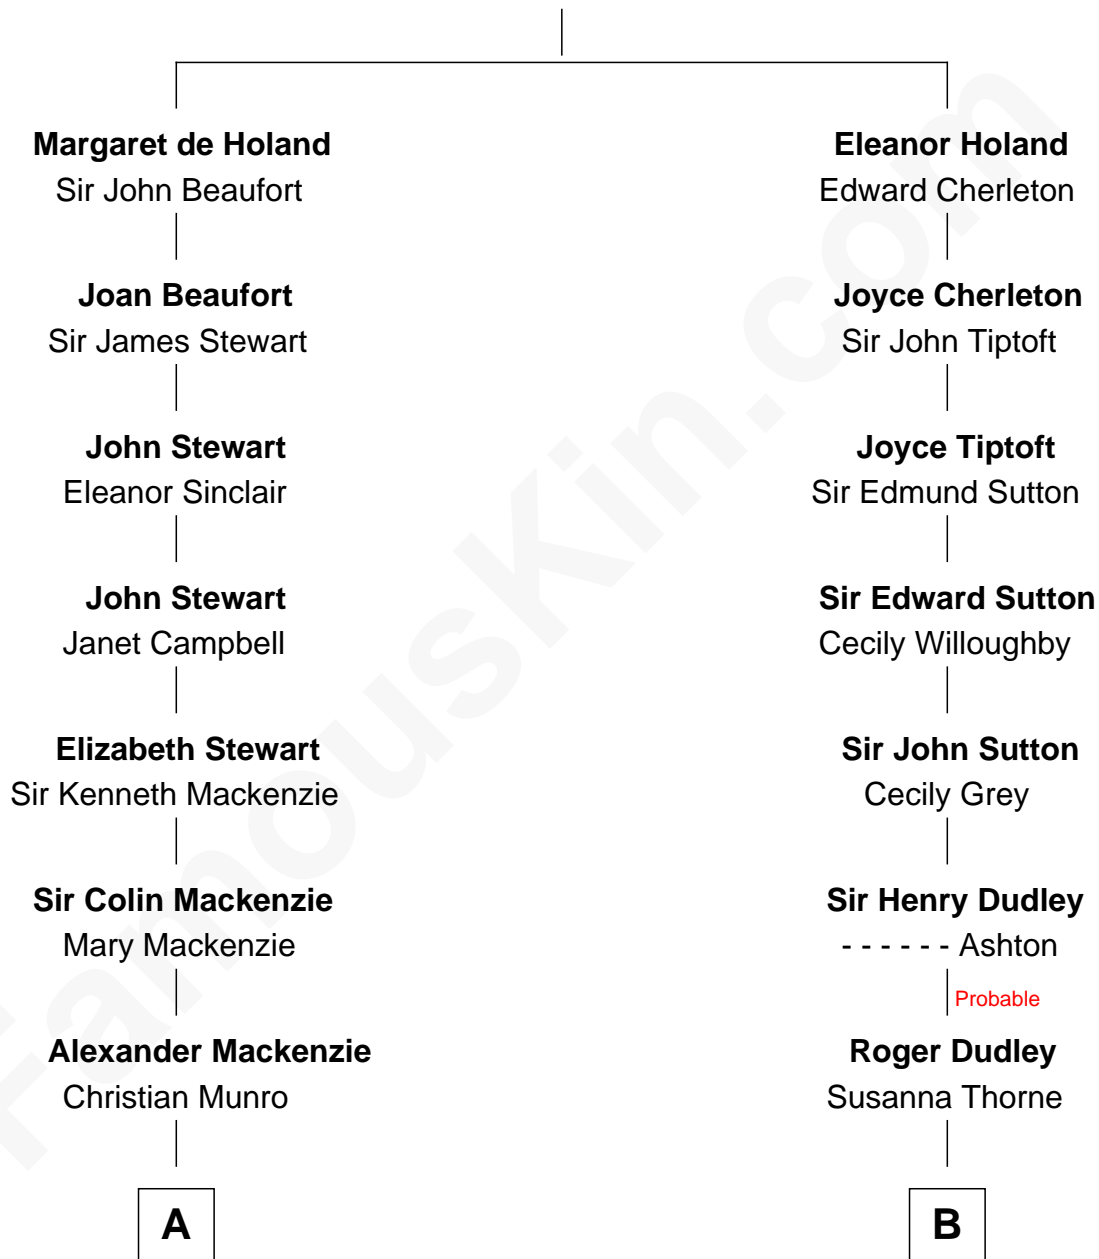 Margaret de Holand
Sir John Beaufort
Joan Beaufort
Sir James Stewart
John Stewart
Eleanor Sinclair
John Stewart
Janet Campbell
Elizabeth Stewart
Sir Kenneth Mackenzie
Sir Colin Mackenzie
Mary Mackenzie
Alexander Mackenzie
Christian Munro
A
Eleanor Holand
Edward Cherleton
Joyce Cherleton
Sir John Tiptoft
Joyce Tiptoft
Sir Edmund Sutton
Sir Edward Sutton
Cecily Willoughby
Sir John Sutton
Cecily Grey
Sir Henry Dudley
- - - - - - Ashton
Probable
Roger Dudley
Susanna Thorne
B
FamousKin.com